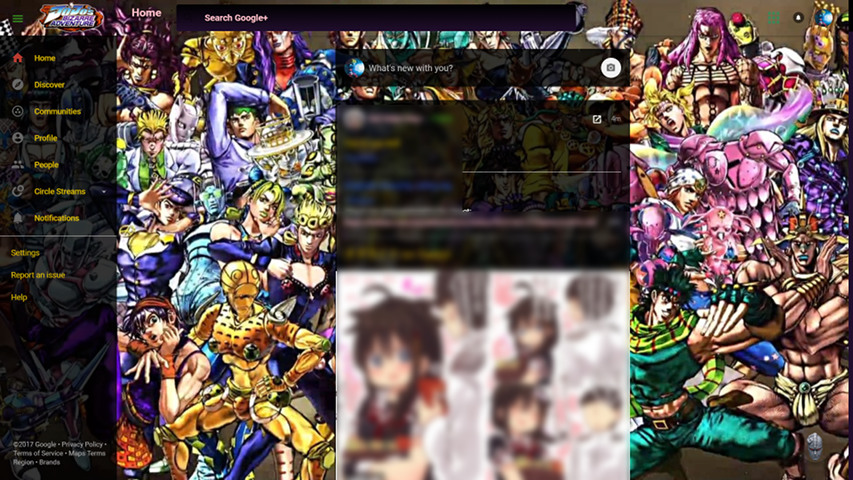 JOJO'S
BIZARRE
ADVENTURE
Home
Search Google+
Home
Discover
Communities
Profile
People
Circle Streams
Notifications
Settings
Report an issue
Help
©2017 Google • Privacy Policy •
Terms of Service • Maps Terms
Region • Brands
What's new with you?
4m